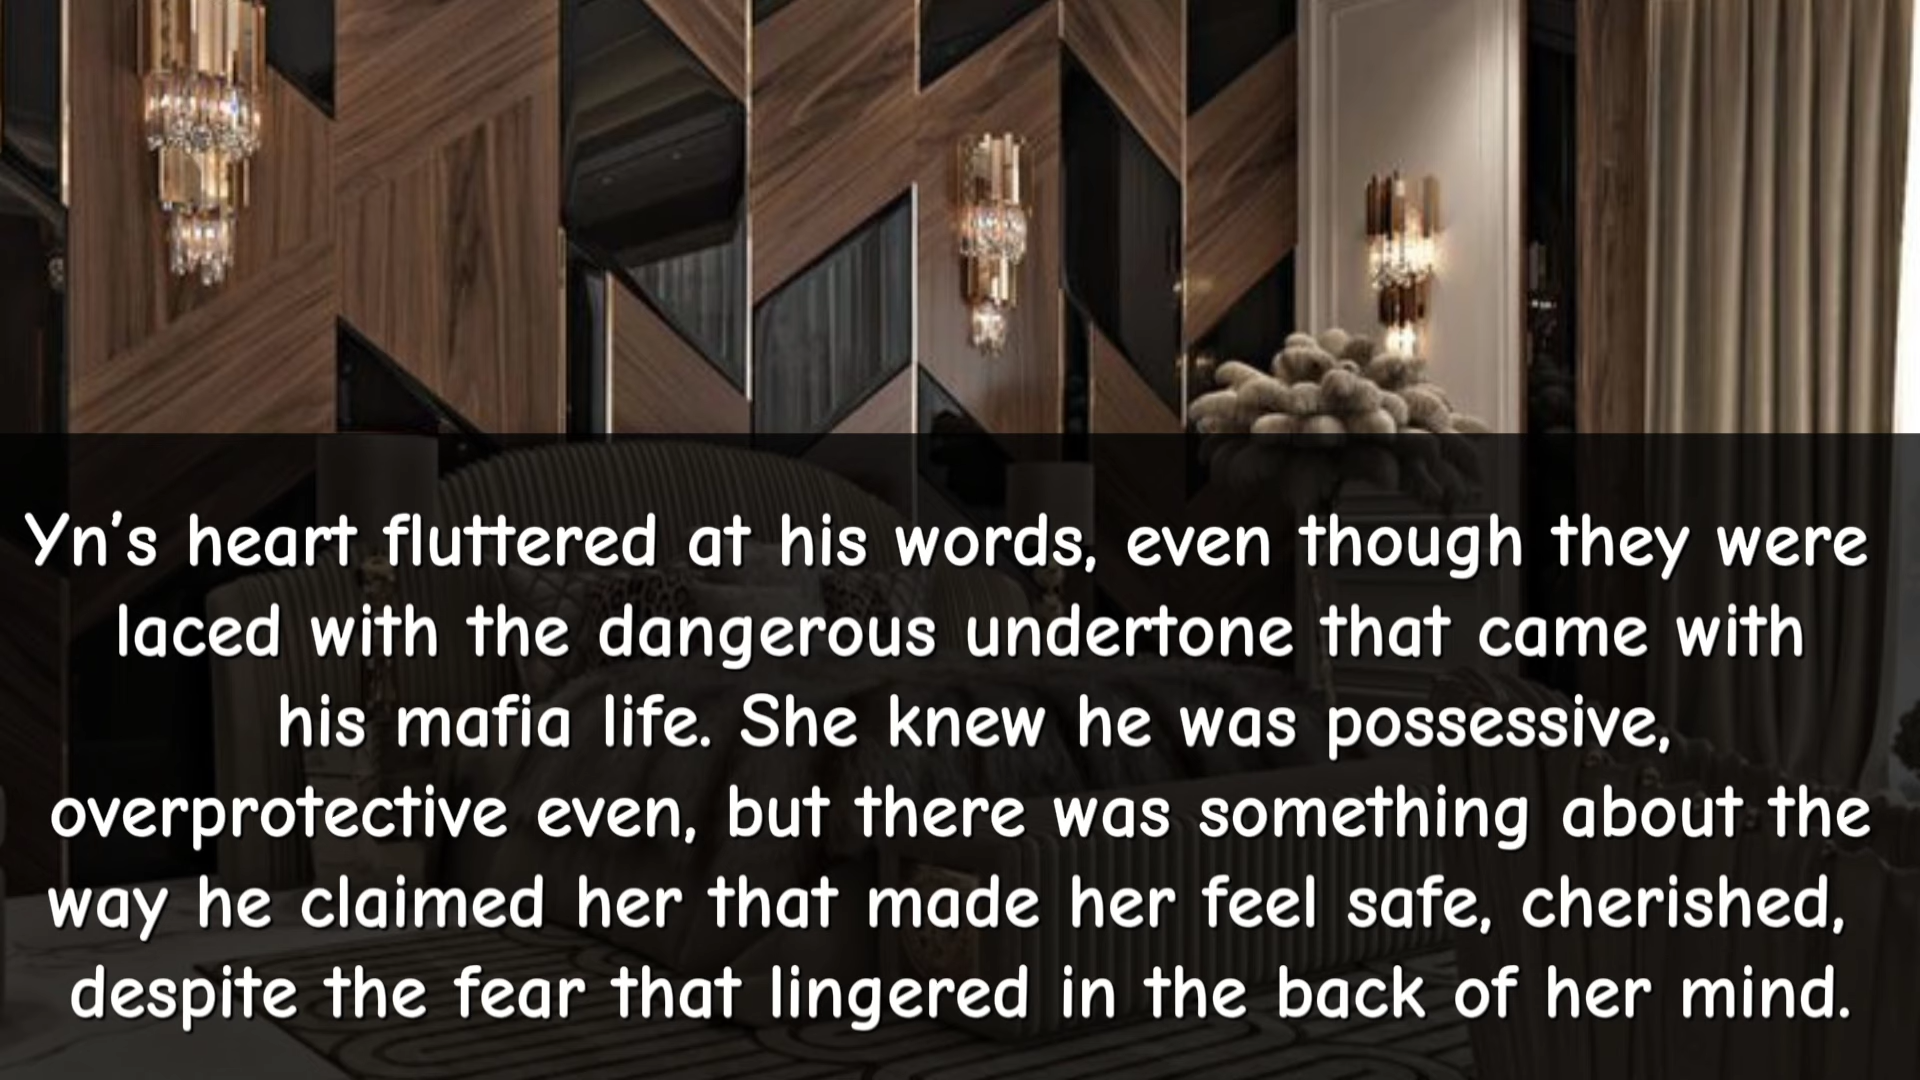 Yn's heart fluttered at his words, even though they were
laced with the dangerous undertone that came with
his mafia life. She knew he was possessive,
overprotective even, but there was something about the
way he claimed her that made her feel safe, cherished,
despite the fear that lingered in the back of her mind.